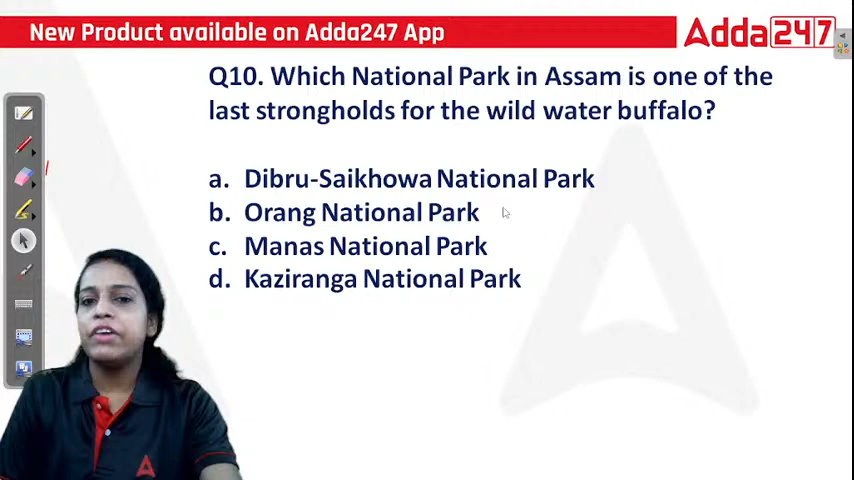 New Product available on Adda247 App
Adda247
Q10. Which National Park in Assam is one of the
last strongholds for the wild water buffalo?
a. Dibru-Saikhowa National Park
b. Orang National Park
c. Manas National Park
d. Kaziranga National Park